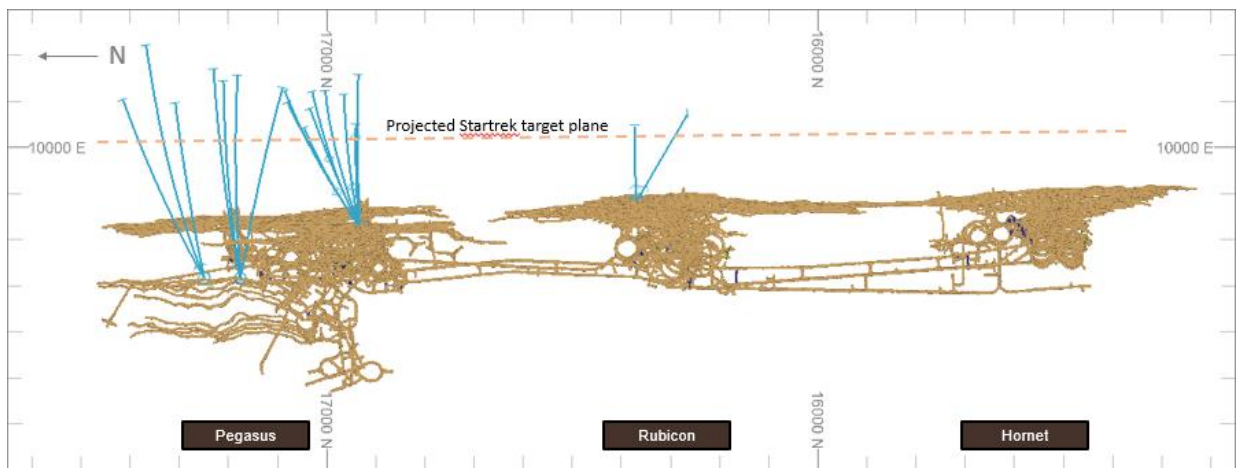 N
17000 N
16000 N
Projected Startrek target plane
10000 E
10000 E
17000 N
16000 N
Pegasus
Rubicon
Hornet